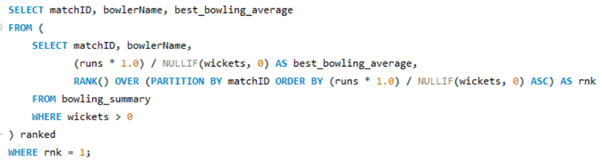 SELECT matchID, bowlerName, best_bowling_average
FROM (
SELECT matchID, bowlerName,
(runs * 1.0) / NULLIF(wickets, 0) AS best_bowling_average,
RANK() OVER (PARTITION BY matchID ORDER BY (runs * 1.0) / NULLIF(wickets, 0) ASC) AS rnk
FROM bowling_summary
WHERE wickets > 0
) ranked
WHERE rnk = 1;